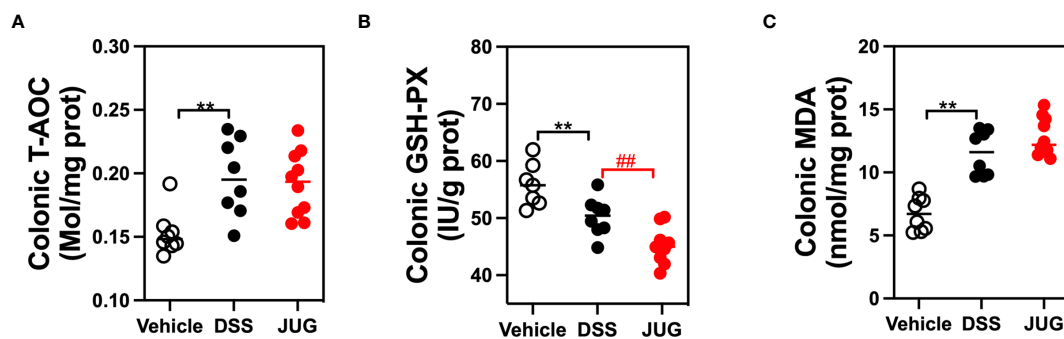 A
Colonic T-AOC
(Mol/mg prot)
0.30
0.25
0.20
0.15
0.10
**
Vehicle DSS JUG
B
Colonic GSH-PX
(IU/g prot)
80
70
60
50
40
**
##
Vehicle DSS JUG
C
Colonic MDA
(nmol/mg prot)
20
15
10
5
0
**
Vehicle DSS JUG